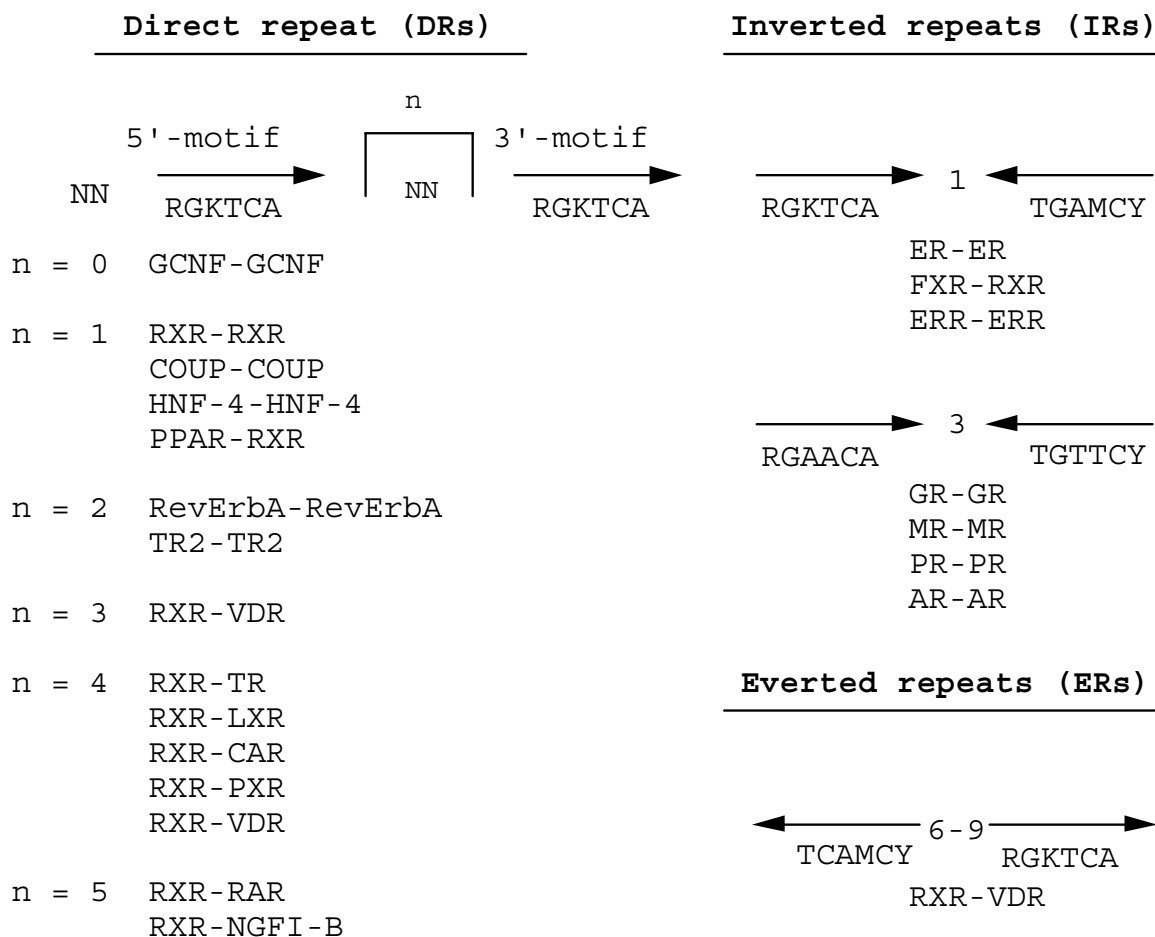 Direct repeat (DRs)
n
5'-motif 3'-motif
NN RGKTCA NN RGKTCA
n = 0 GCNF-GCNF
n = 1 RXR-RXR
COUP-COUP
HNF-4-HNF-4
PPAR-RXR
n = 2 RevErbA-RevErbA
TR2-TR2
n = 3 RXR-VDR
n = 4 RXR-TR
RXR-LXR
RXR-CAR
RXR-PXR
RXR-VDR
n = 5 RXR-RAR
RXR-NGFI-B
Inverted repeats (IRs)
1
RGKTCA TGAMCY
ER-ER
FXR-RXR
ERR-ERR
3
RGAACA TGTTCY
GR-GR
MR-MR
PR-PR
AR-AR
Everted repeats (ERs)
6-9
TCAMCY RGKTCA
RXR-VDR